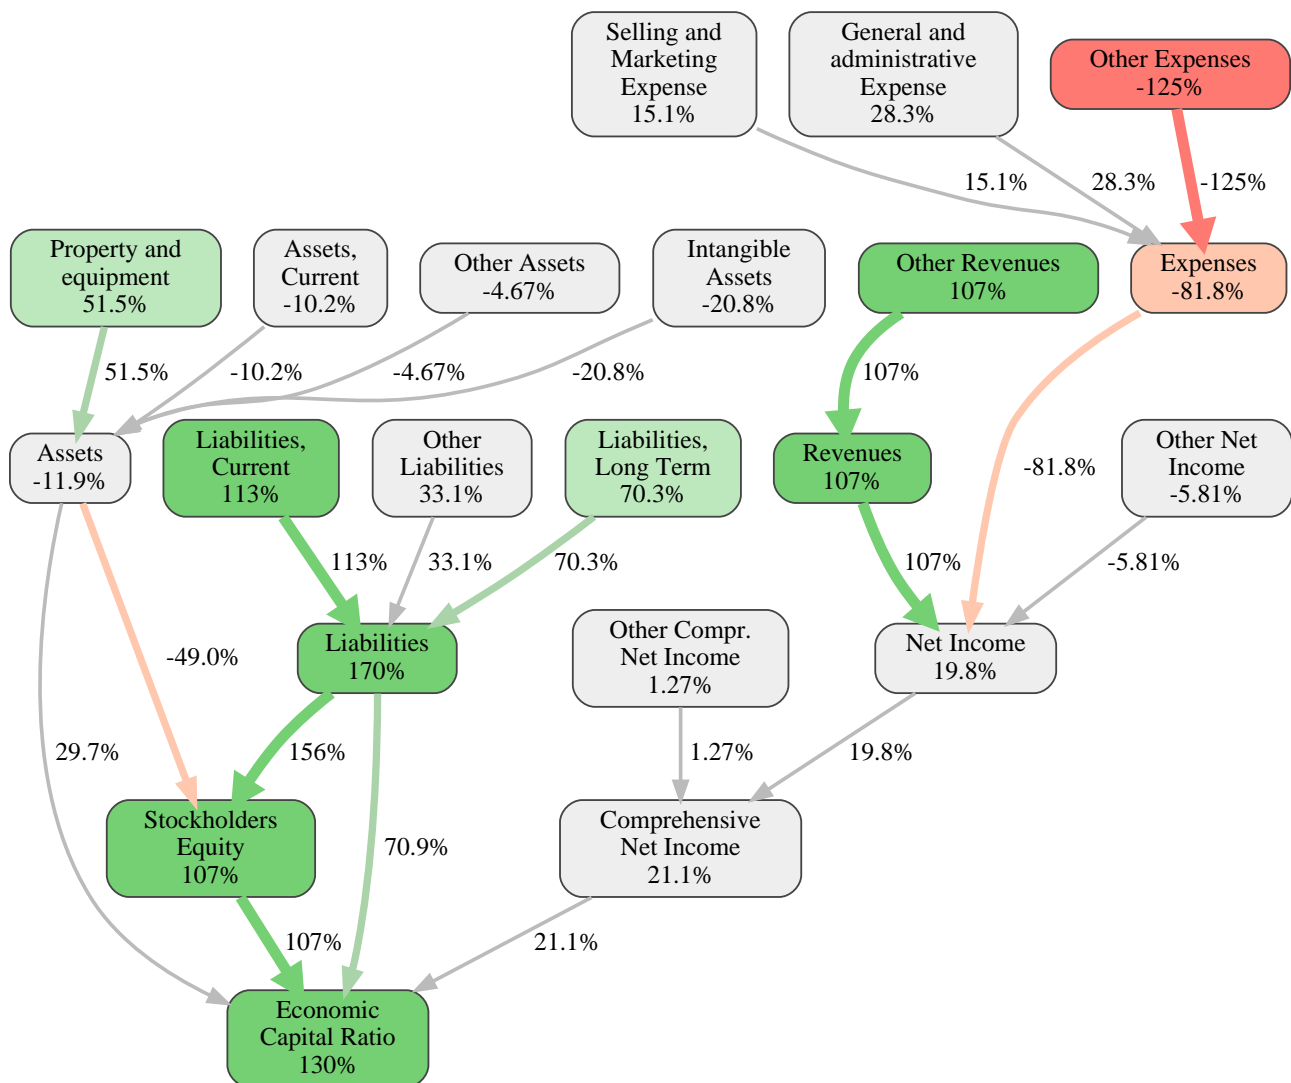 Selling and
Marketing
Expense
15.1%
General and
administrative
Expense
28.3%
Other Expenses
-125%
15.1%
28.3%
-125%
Property and
equipment
51.5%
Assets,
Current
-10.2%
Other Assets
-4.67%
Intangible
Assets
-20.8%
Other Revenues
107%
Expenses
-81.8%
51.5%
-10.2%
-4.67%
-20.8%
107%
Assets
-11.9%
Liabilities,
Current
113%
Other
Liabilities
33.1%
Liabilities,
Long Term
70.3%
Revenues
107%
-81.8%
Other Net
Income
-5.81%
113%
33.1%
70.3%
107%
-5.81%
Liabilities
170%
Other Compr.
Net Income
1.27%
Net Income
19.8%
-49.0%
29.7%
156%
1.27%
19.8%
Stockholders
Equity
107%
70.9%
Comprehensive
Net Income
21.1%
107%
21.1%
Economic
Capital Ratio
130%